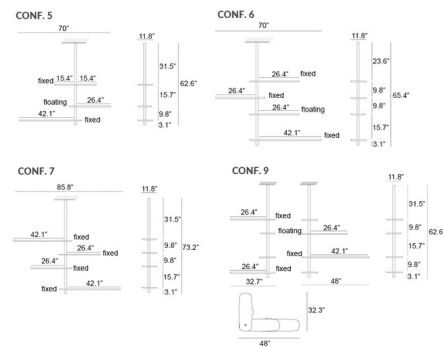 CONF. 5
70"
11.8"
31.5"
fixed 15.4" 15.4"
62.6"
floating 26.4"
15.7"
42.1" fixed
9.8"
3.1"
CONF. 6
70"
11.8"
23.6"
26.4" fixed
26.4" fixed
9.8"
65.4"
26.4" floating
9.8"
15.7"
42.1" fixed
3.1"
CONF. 7
85.8"
11.8"
31.5"
42.1" fixed
9.8"
73.2"
fixed 26.4"
9.8"
26.4" fixed
15.7"
fixed 42.1"
3.1"
CONF. 9
11.8"
31.5"
26.4" fixed
62.6"
floating 26.4"
9.8"
15.7"
fixed 42.1"
9.8"
26.4" fixed
3.1"
32.7" 48"
32.3"
48"